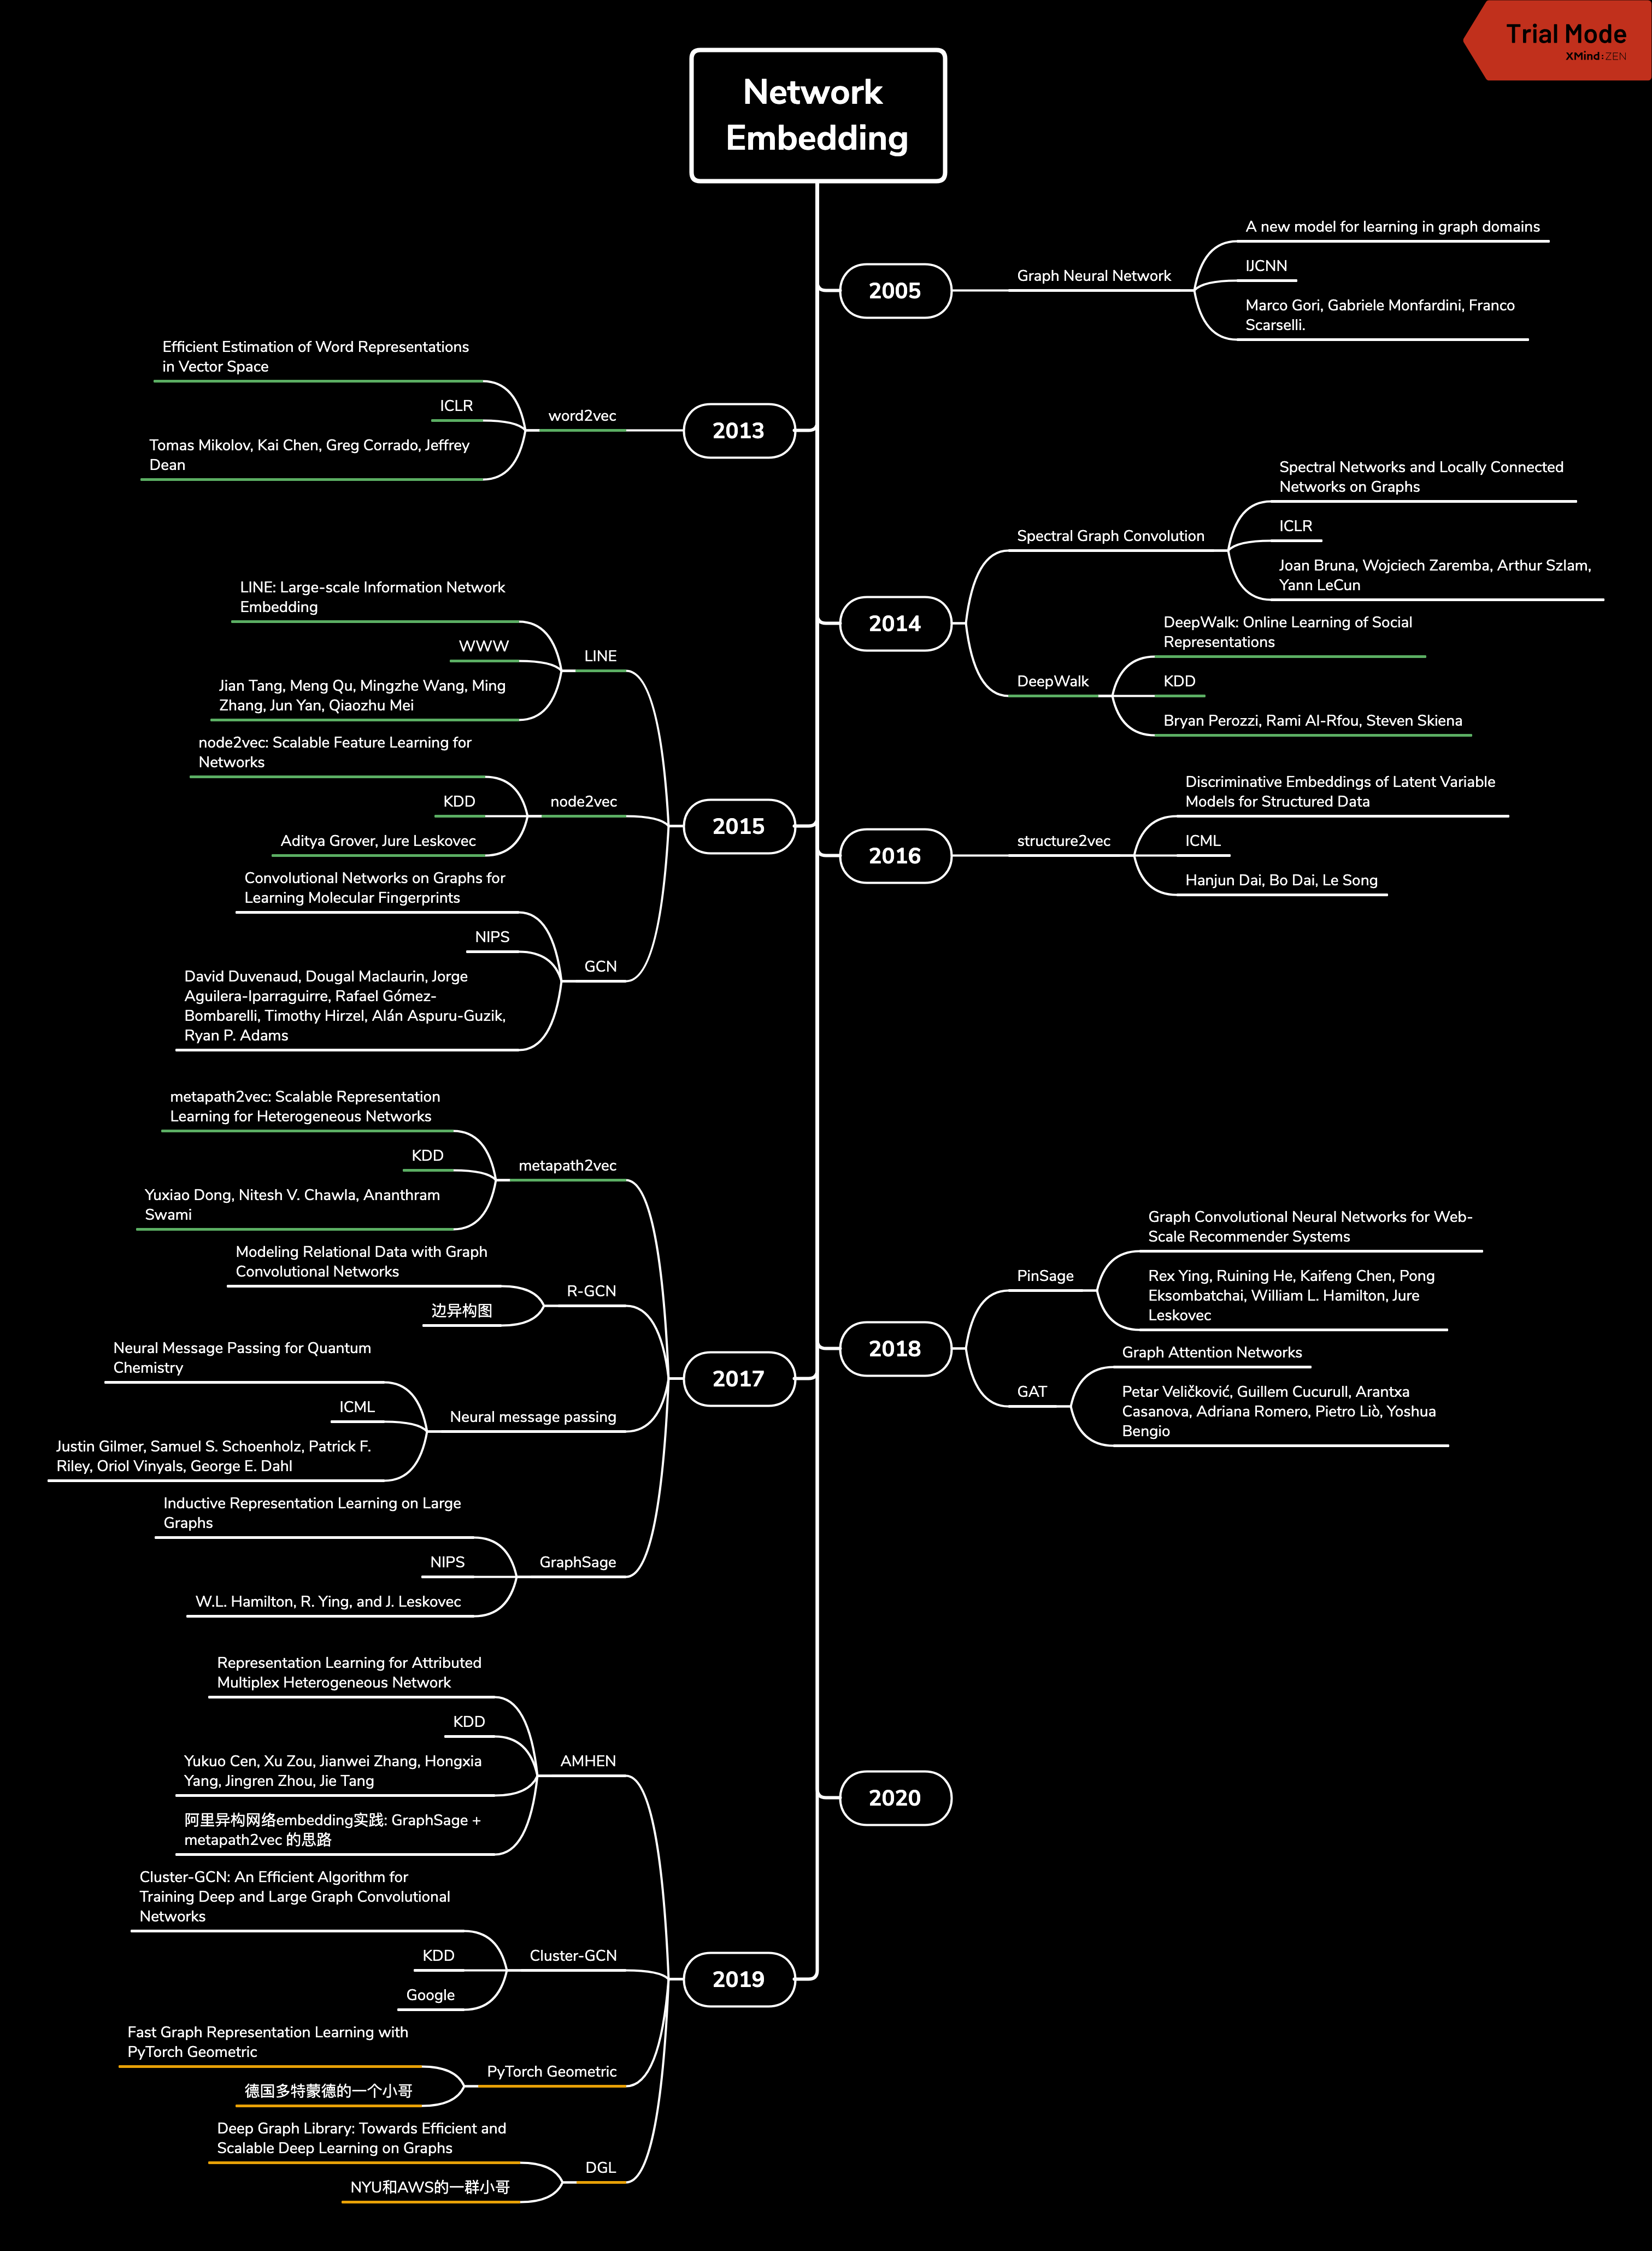 Trial Mode
XMind:ZEN
Network
Embedding
2005
Graph Neural Network
A new model for learning in graph domains
IJCNN
Marco Gori, Gabriele Monfardini, Franco
Scarselli.
2013
word2vec
Efficient Estimation of Word Representations
in Vector Space
ICLR
Tomas Mikolov, Kai Chen, Greg Corrado, Jeffrey
Dean
2014
Spectral Graph Convolution
Spectral Networks and Locally Connected
Networks on Graphs
ICLR
Joan Bruna, Wojciech Zaremba, Arthur Szlam,
Yann LeCun
DeepWalk
DeepWalk: Online Learning of Social
Representations
KDD
Bryan Perozzi, Rami Al-Rfou, Steven Skiena
2015
LINE
LINE: Large-scale Information Network
Embedding
WWW
Jian Tang, Meng Qu, Mingzhe Wang, Ming
Zhang, Jun Yan, Qiaozhu Mei
node2vec
node2vec: Scalable Feature Learning for
Networks
KDD
Aditya Grover, Jure Leskovec
GCN
Convolutional Networks on Graphs for
Learning Molecular Fingerprints
NIPS
David Duvenaud, Dougal Maclaurin, Jorge
Aguilera-Iparraguirre, Rafael Gómez-
Bombarelli, Timothy Hirzel, Alán Aspuru-Guzik,
Ryan P. Adams
2016
structure2vec
Discriminative Embeddings of Latent Variable
Models for Structured Data
ICML
Hanjun Dai, Bo Dai, Le Song
2017
metapath2vec
metapath2vec: Scalable Representation
Learning for Heterogeneous Networks
KDD
Yuxiao Dong, Nitesh V. Chawla, Ananthram
Swami
R-GCN
Modeling Relational Data with Graph
Convolutional Networks
边异构图
Neural message passing
Neural Message Passing for Quantum
Chemistry
ICML
Justin Gilmer, Samuel S. Schoenholz, Patrick F.
Riley, Oriol Vinyals, George E. Dahl
GraphSage
Inductive Representation Learning on Large
Graphs
NIPS
W.L. Hamilton, R. Ying, and J. Leskovec
2018
PinSage
Graph Convolutional Neural Networks for Web-
Scale Recommender Systems
Rex Ying, Ruining He, Kaifeng Chen, Pong
Eksombatchai, William L. Hamilton, Jure
Leskovec
GAT
Graph Attention Networks
Petar Veličković, Guillem Cucurull, Arantxa
Casanova, Adriana Romero, Pietro Liò, Yoshua
Bengio
2019
AMHEN
Representation Learning for Attributed
Multiplex Heterogeneous Network
KDD
Yukuo Cen, Xu Zou, Jianwei Zhang, Hongxia
Yang, Jingren Zhou, Jie Tang
阿里异构网络embedding实践: GraphSage +
metapath2vec 的思路
Cluster-GCN
Cluster-GCN: An Efficient Algorithm for
Training Deep and Large Graph Convolutional
Networks
KDD
Google
PyTorch Geometric
Fast Graph Representation Learning with
PyTorch Geometric
德国多特蒙德的一个小哥
DGL
Deep Graph Library: Towards Efficient and
Scalable Deep Learning on Graphs
NYU和AWS的一群小哥
2020